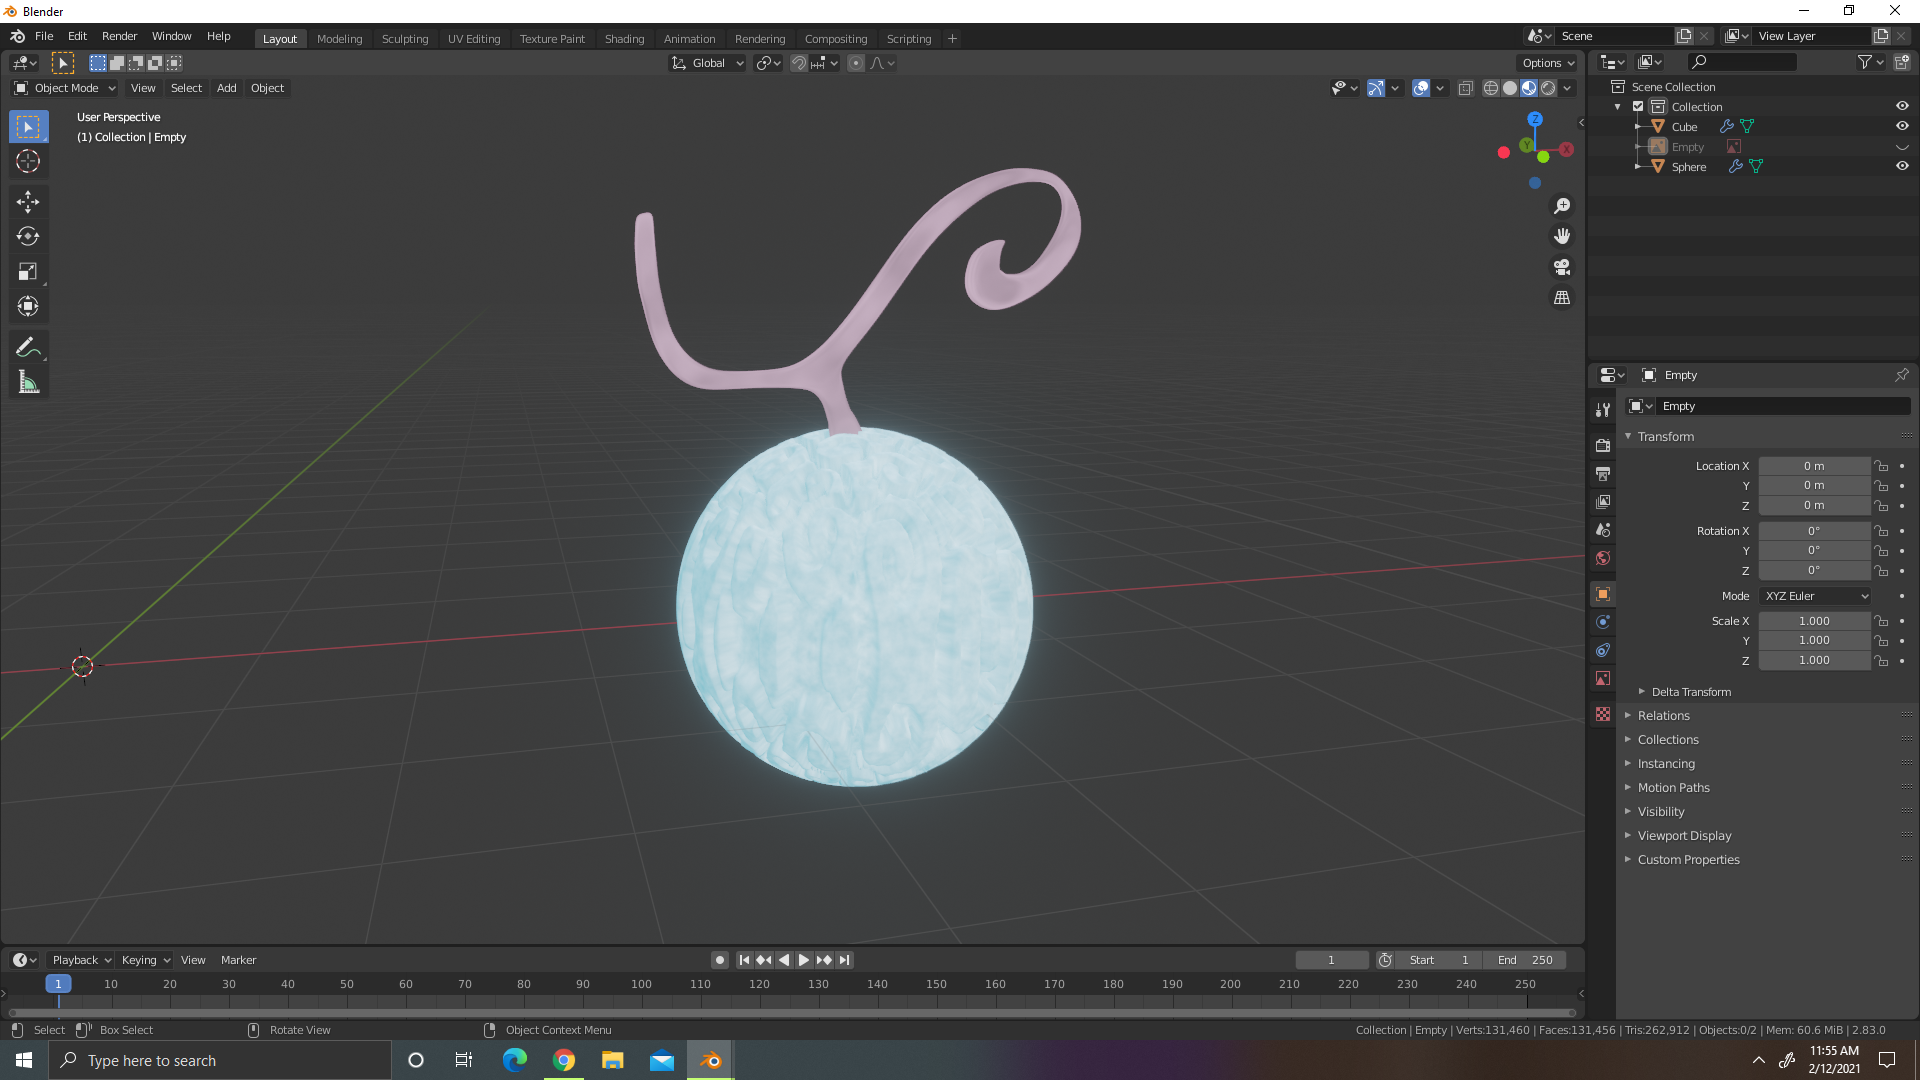 Blender
File Edit Render Window Help
Layout Modeling Sculpting UV Editing Texture Paint Shading Animation Rendering Compositing Scripting +
Scene
View Layer
Global
Options
Object Mode View Select Add Object
User Perspective
(1) Collection | Empty
Z
Y
X
Scene Collection
Collection
Cube
Empty
Sphere
Empty
Empty
Transform
Location X 0 m
Y 0 m
Z 0 m
Rotation X 0°
Y 0°
Z 0°
Mode XYZ Euler
Scale X 1.000
Y 1.000
Z 1.000
Delta Transform
Relations
Collections
Instancing
Motion Paths
Visibility
Viewport Display
Custom Properties
Playback Keying View Marker
1 Start 1 End 250
1 10 20 30 40 50 60 70 80 90 100 110 120 130 140 150 160 170 180 190 200 210 220 230 240 250
Select Box Select Rotate View Object Context Menu
Collection | Empty | Verts:131,460 | Faces:131,456 | Tris:262,912 | Objects:0/2 | Mem: 60.6 MiB | 2.83.0
Type here to search
11:55 AM
2/12/2021